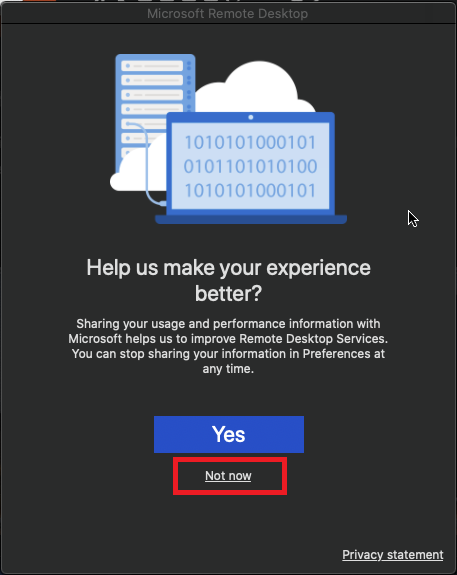 Microsoft Remote Desktop
1010101000101
0101101010100
1010101000101
Help us make your experience
better?
Sharing your usage and performance information with
Microsoft helps us to improve Remote Desktop Services.
You can stop sharing your information in Preferences at
any time.
Yes
Not now
Privacy statement